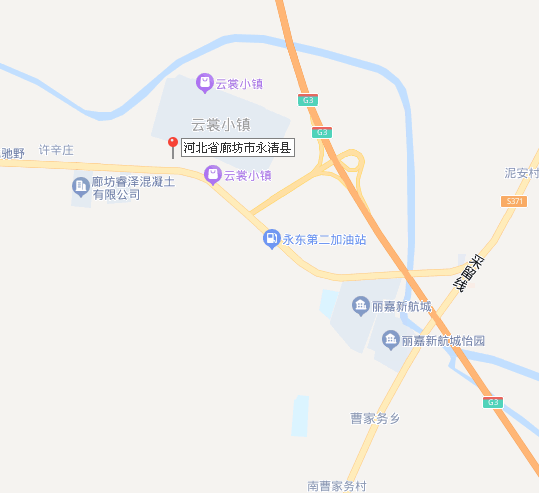 云裳小镇
G3
云裳小镇
G3
河北省廊坊市永清县
许辛庄
驰野
云裳小镇
泥安村
廊坊睿泽混凝土
有限公司
S371
永东第二加油站
采留线
丽嘉新航城
丽嘉新航城怡园
G3
曹家务乡
南曹家务村